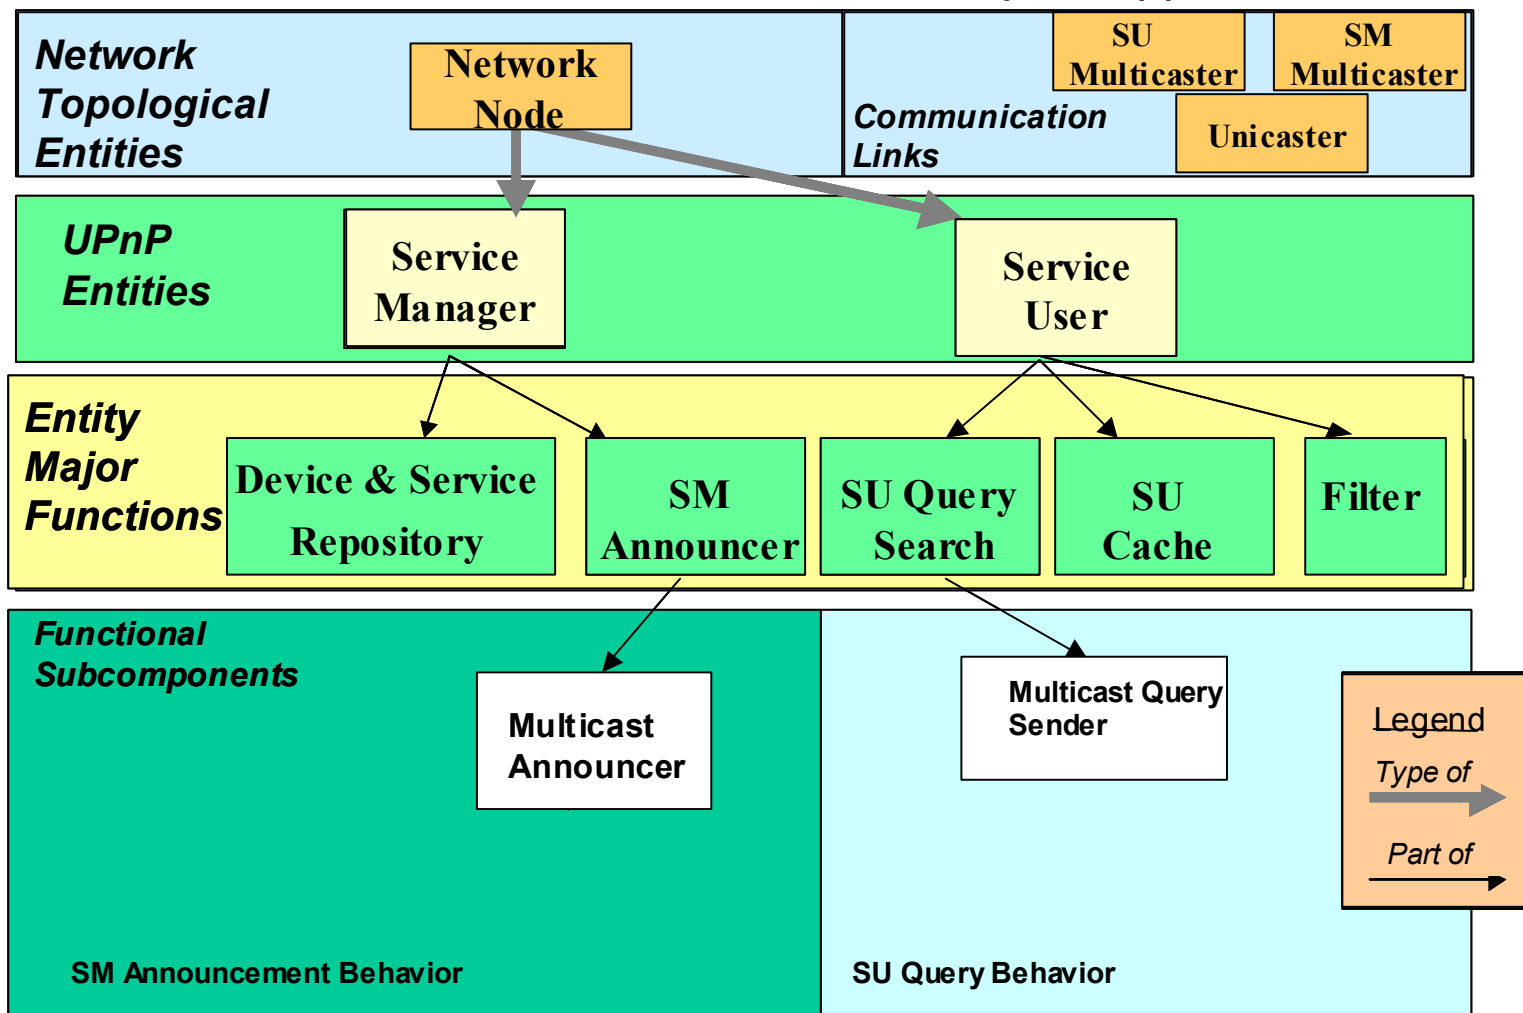 Network
Topological
Entities
Network
Node
Communication
Links
SU
Multicaster
SM
Multicaster
Unicaster
UPnP
Entities
Service
Manager
Service
User
Entity
Major
Functions
Device & Service
Repository
SM
Announcer
SU Query
Search
SU
Cache
Filter
Functional
Subcomponents
Multicast
Announcer
Multicast Query
Sender
Legend
Type of
Part of
SM Announcement Behavior
SU Query Behavior